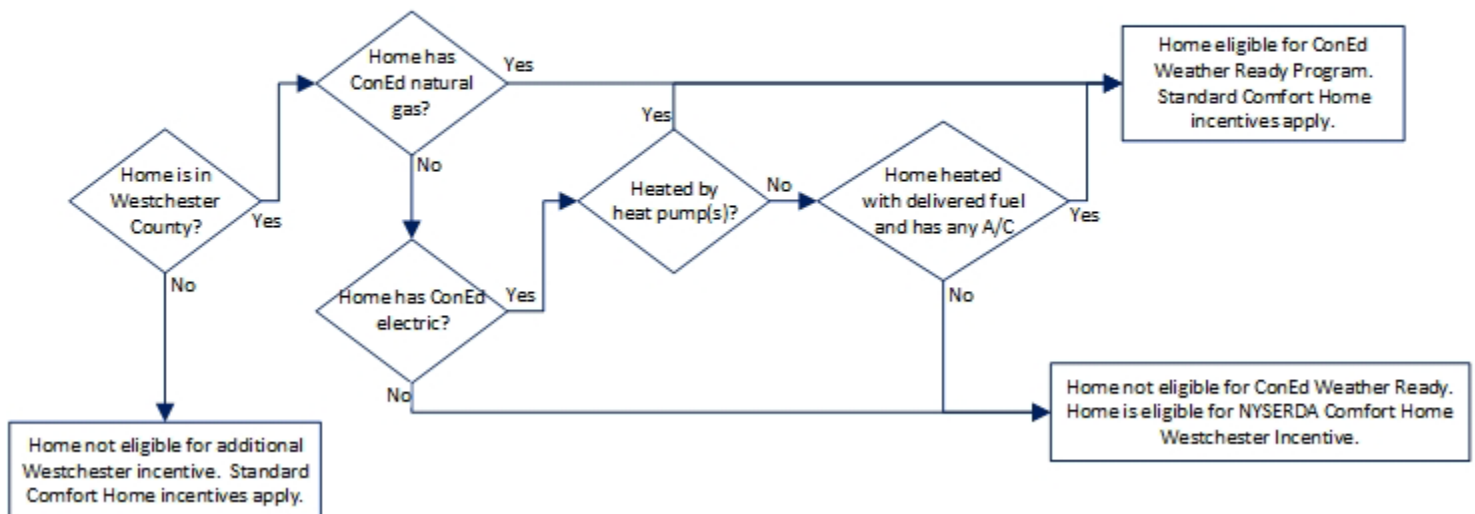 Home is in
Westchester
County?
Yes
No
Home not eligible for additional
Westchester incentive. Standard
Comfort Home incentives apply.
Home has
ConEd natural
gas?
Yes
No
Home has ConEd
electric?
Yes
No
Heated by
heat pump(s)?
Yes
No
Home heated
with delivered fuel
and has any A/C
Yes
No
Home eligible for ConEd
Weather Ready Program.
Standard Comfort Home
incentives apply.
Home not eligible for ConEd Weather Ready.
Home is eligible for NYSERDA Comfort Home
Westchester Incentive.